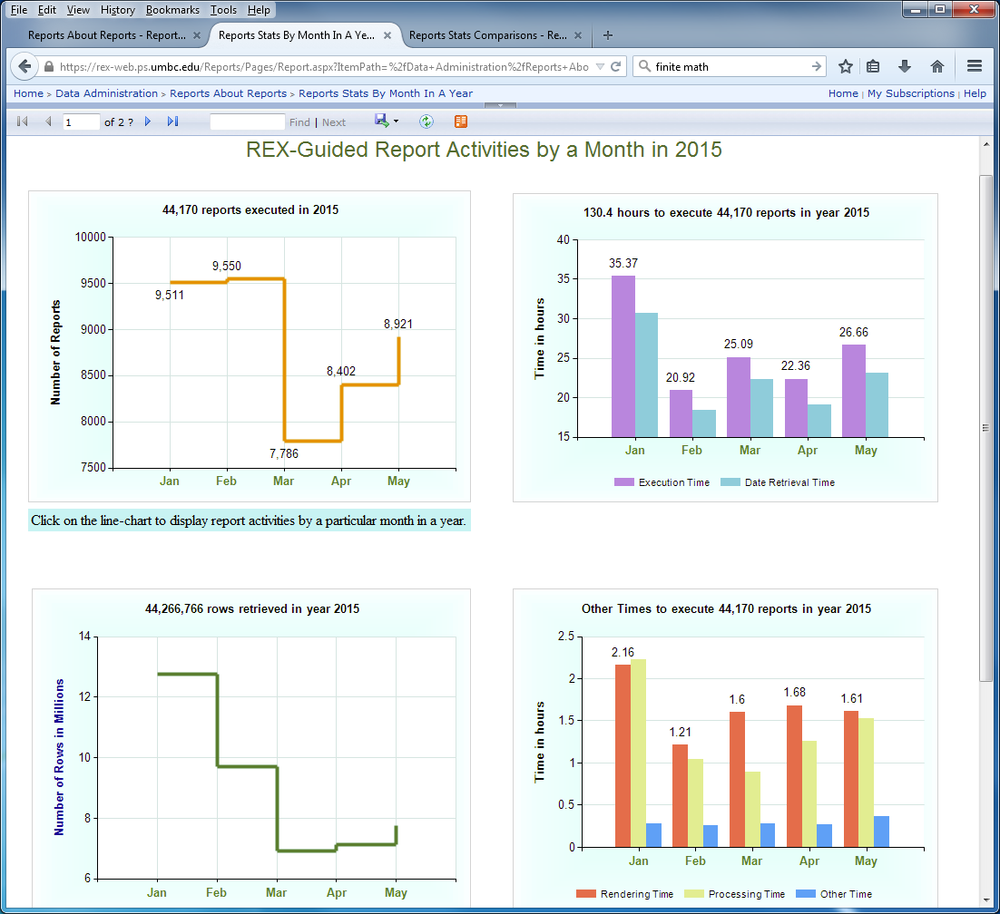 File Edit View History Bookmarks Tools Help
Reports About Reports - Report... × Reports Stats By Month In A Ye... × Reports Stats Comparisons - Re... × +
https://rex-web.ps.umbc.edu/Reports/Pages/Report.aspx?ItemPath=%2fData+Administration%2fReports+Abo finite math
Home > Data Administration > Reports About Reports > Reports Stats By Month In A Year Home | My Subscriptions | Help
1 of 2 ? Find | Next
REX-Guided Report Activities by a Month in 2015
44,170 reports executed in 2015
Number of Reports
10000
9500
9000
8500
8000
7500
9,511
9,550
7,786
8,402
8,921
Jan Feb Mar Apr May
Click on the line-chart to display report activities by a particular month in a year.
130.4 hours to execute 44,170 reports in year 2015
Time in hours
40
35
30
25
20
15
35.37
20.92
25.09
22.36
26.66
Jan Feb Mar Apr May
Execution Time Date Retrieval Time
44,266,766 rows retrieved in year 2015
Number of Rows in Millions
14
12
10
8
6
Jan Feb Mar Apr May
Other Times to execute 44,170 reports in year 2015
Time in hours
2.5
2
1.5
1
0.5
0
2.16
1.21
1.6
1.68
1.61
Jan Feb Mar Apr May
Rendering Time Processing Time Other Time